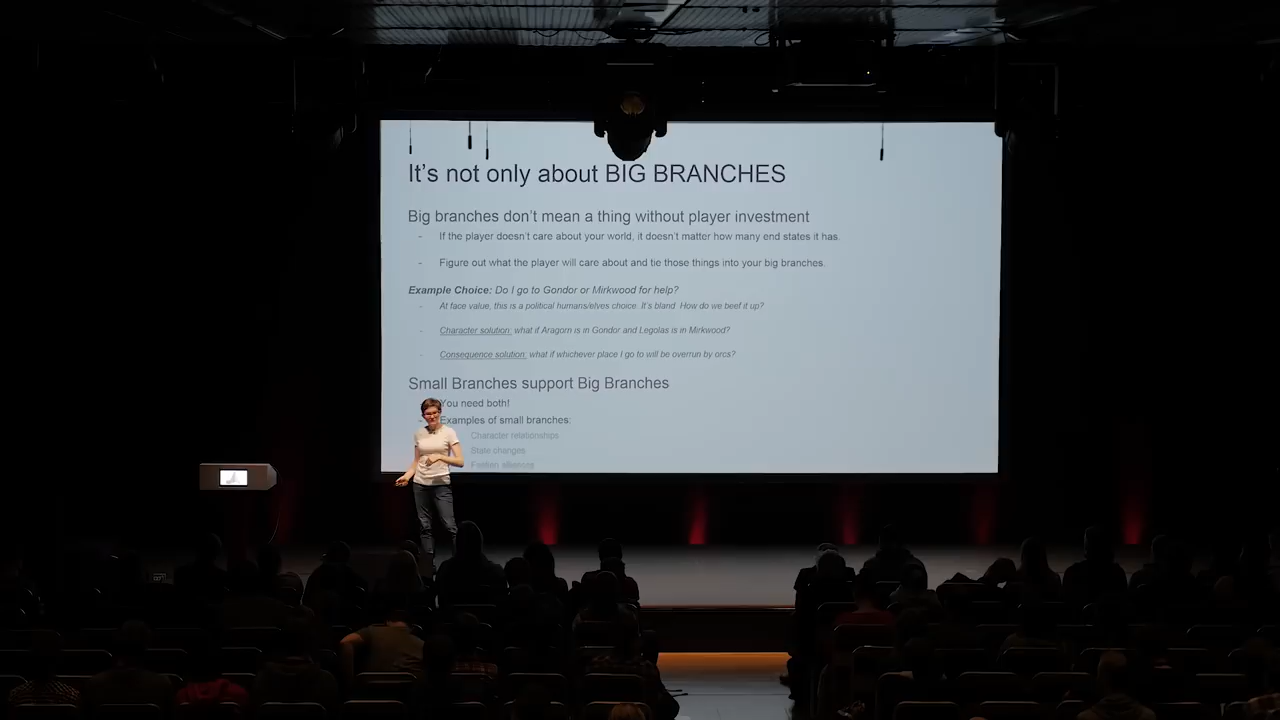 It's not only about BIG BRANCHES
Big branches don't mean a thing without player investment
- If the player doesn't care about your world, it doesn't matter how many end states it has.
- Figure out what the player will care about and tie those things into your big branches.
Example Choice: Do I go to Gondor or Mirkwood for help?
- At face value, this is a political humans/elves choice. It's bland. How do we beef it up?
- Character solution: what if Aragorn is in Gondor and Legolas is in Mirkwood?
- Consequence solution: what if whichever place I go to will be overrun by orcs?
Small Branches support Big Branches
You need both!
- Examples of small branches:
Character relationships
State changes
Faction alliances